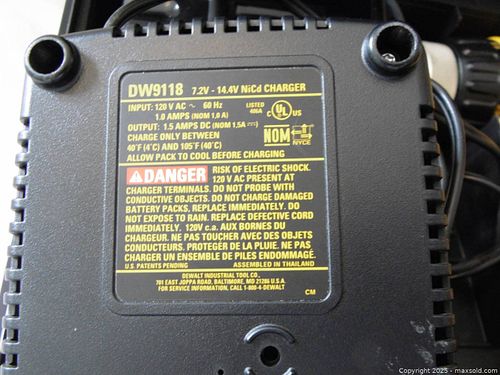 DW9118 7.2V - 14.4V NiCd CHARGER
INPUT: 120 V AC ~ 60 Hz
1.0 AMPS (NOM 1,0 A)
LISTED
406A
C UL US
OUTPUT: 1.5 AMPS DC (NOM 1,5A ⎓)
CHARGE ONLY BETWEEN
NOM
NYCE
40°F (4°C) AND 105°F (40°C)
ALLOW PACK TO COOL BEFORE CHARGING
DANGER RISK OF ELECTRIC SHOCK.
120 V AC PRESENT AT
CHARGER TERMINALS. DO NOT PROBE WITH
CONDUCTIVE OBJECTS. DO NOT CHARGE DAMAGED
BATTERY PACKS, REPLACE IMMEDIATELY. DO
NOT EXPOSE TO RAIN. REPLACE DEFECTIVE CORD
IMMEDIATELY. 120V c.a. AUX BORNES DU
CHARGEUR. NE PAS TOUCHER AVEC DES OBJETS
CONDUCTEURS. PROTEGER DE LA PLUIE. NE PAS
CHARGER UN ENSEMBLE DE PILES ENDOMMAGÉ.
U.S. PATENTS PENDING ASSEMBLED IN THAILAND
DEWALT INDUSTRIAL TOOL CO.,
701 EAST JOPPA ROAD, BALTIMORE, MD 21286 U.S.A.
FOR SERVICE INFORMATION, CALL 1-800-4-DEWALT
CM
Copyright 2025 - maxsold.com